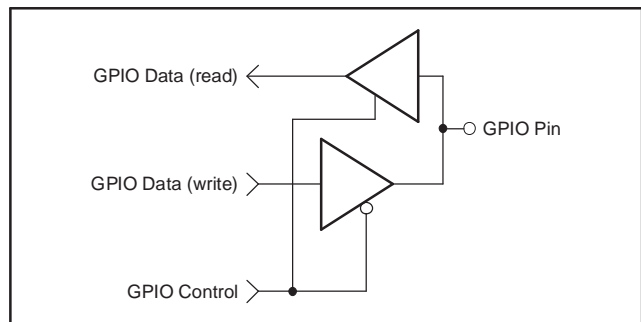 GPIO Data (read)
GPIO Pin
GPIO Data (write)
GPIO Control